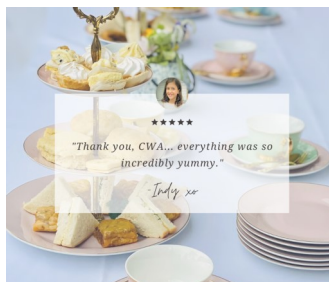 "Thank you, CWA... everything was so
incredibly yummy."
Indy xo